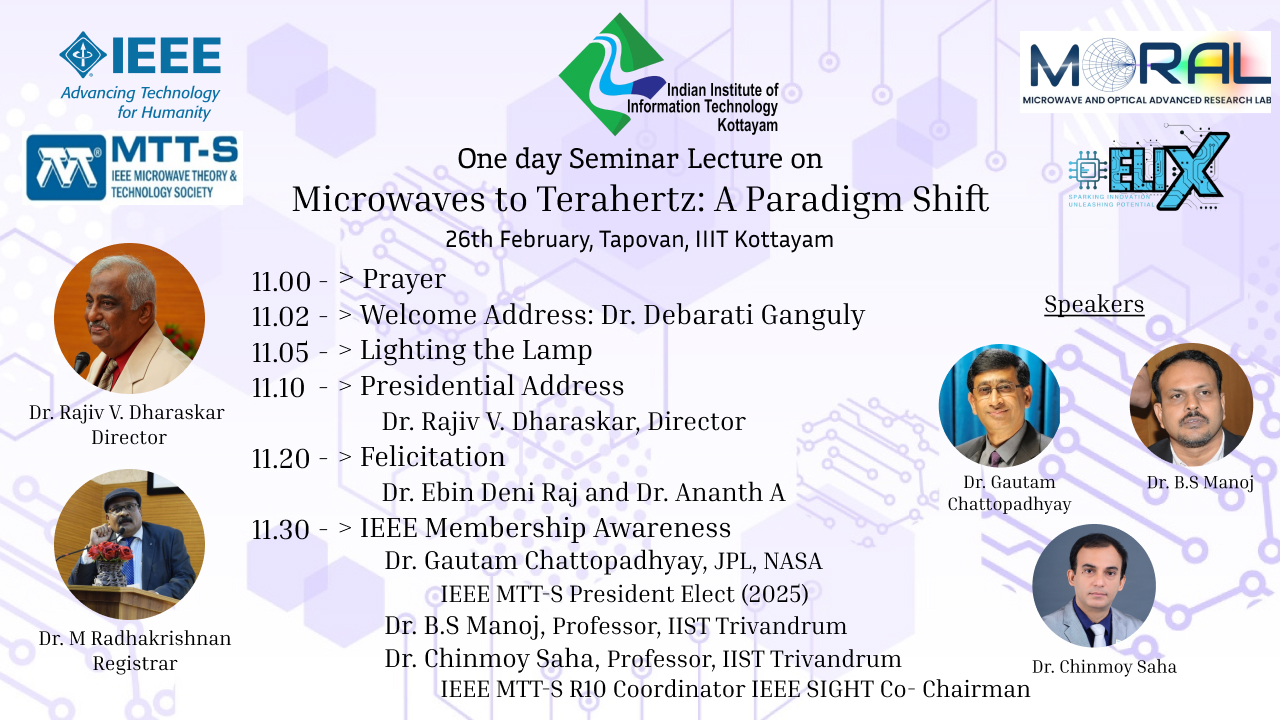 IEEE
Advancing Technology
for Humanity
MTT-S
IEEE MICROWAVE THEORY &
TECHNOLOGY SOCIETY
Indian Institute of
Information Technology
Kottayam
MORAL
MICROWAVE AND OPTICAL ADVANCED RESEARCH LAB
ELIX
SPARKING INNOVATION
UNLEASHING POTENTIAL
One day Seminar Lecture on
Microwaves to Terahertz: A Paradigm Shift
26th February, Tapovan, IIIT Kottayam
11.00 - > Prayer
11.02 - > Welcome Address: Dr. Debarati Ganguly
11.05 - > Lighting the Lamp
11.10 - > Presidential Address
Dr. Rajiv V. Dharaskar, Director
11.20 - > Felicitation
Dr. Ebin Deni Raj and Dr. Ananth A
11.30 - > IEEE Membership Awareness
Dr. Gautam Chattopadhyay, JPL, NASA
IEEE MTT-S President Elect (2025)
Dr. B.S Manoj, Professor, IIST Trivandrum
Dr. Chinmoy Saha, Professor, IIST Trivandrum
IEEE MTT-S R10 Coordinator IEEE SIGHT Co- Chairman
Dr. Rajiv V. Dharaskar
Director
Dr. M Radhakrishnan
Registrar
Speakers
Dr. Gautam
Chattopadhyay
Dr. B.S Manoj
Dr. Chinmoy Saha